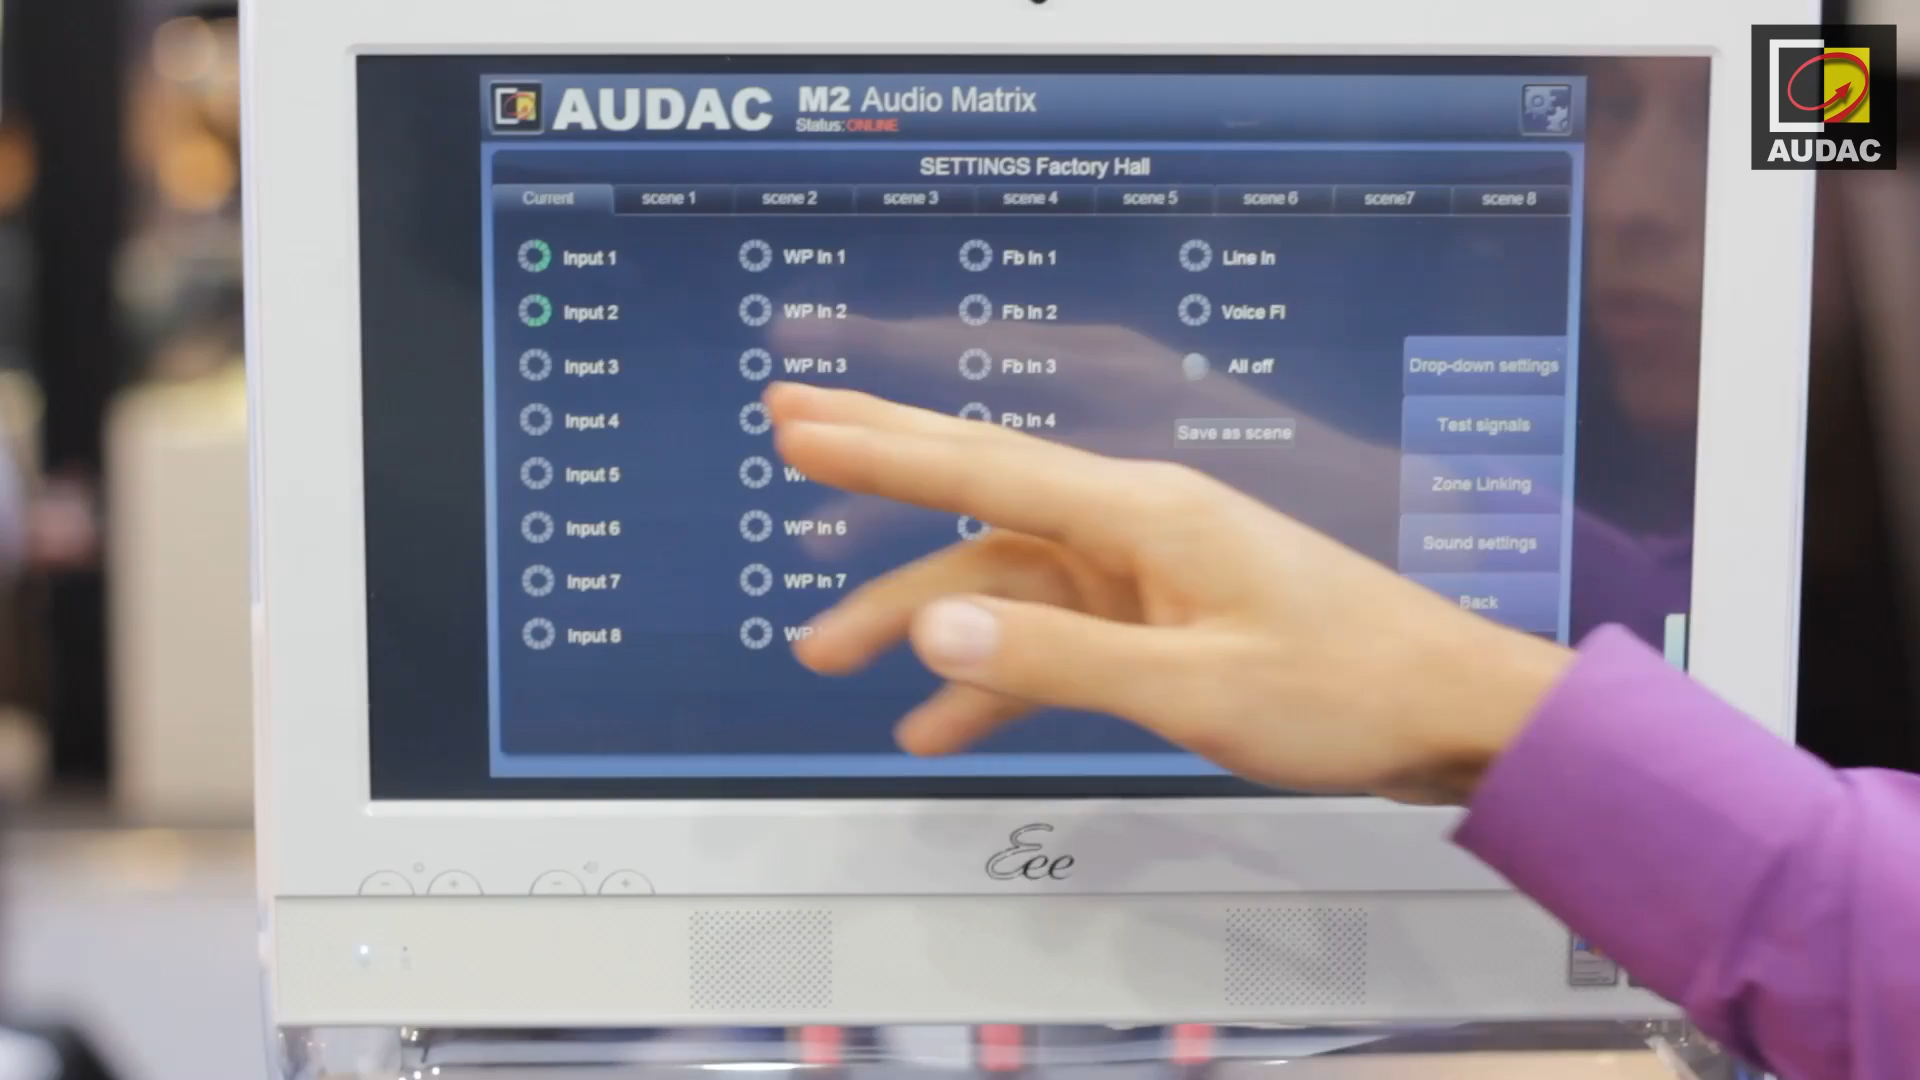 AUDAC
M2 Audio Matrix
Status: ONLINE
SETTINGS Factory Hall
Current scene 1 scene 2 scene 3 scene 4 scene 5 scene 6 scene7 scene 8
Input 1 WP In 1 Fb In 1 Line In
Input 2 WP In 2 Fb In 2 Voice Fl
Input 3 WP In 3 Fb In 3 All off
Drop-down settings
Input 4 Fb In 4
Save as scene
Test signals
Input 5
Zone Linking
Input 6 WP In 6
Sound settings
Input 7 WP In 7
Back
Input 8
Eee
AUDAC